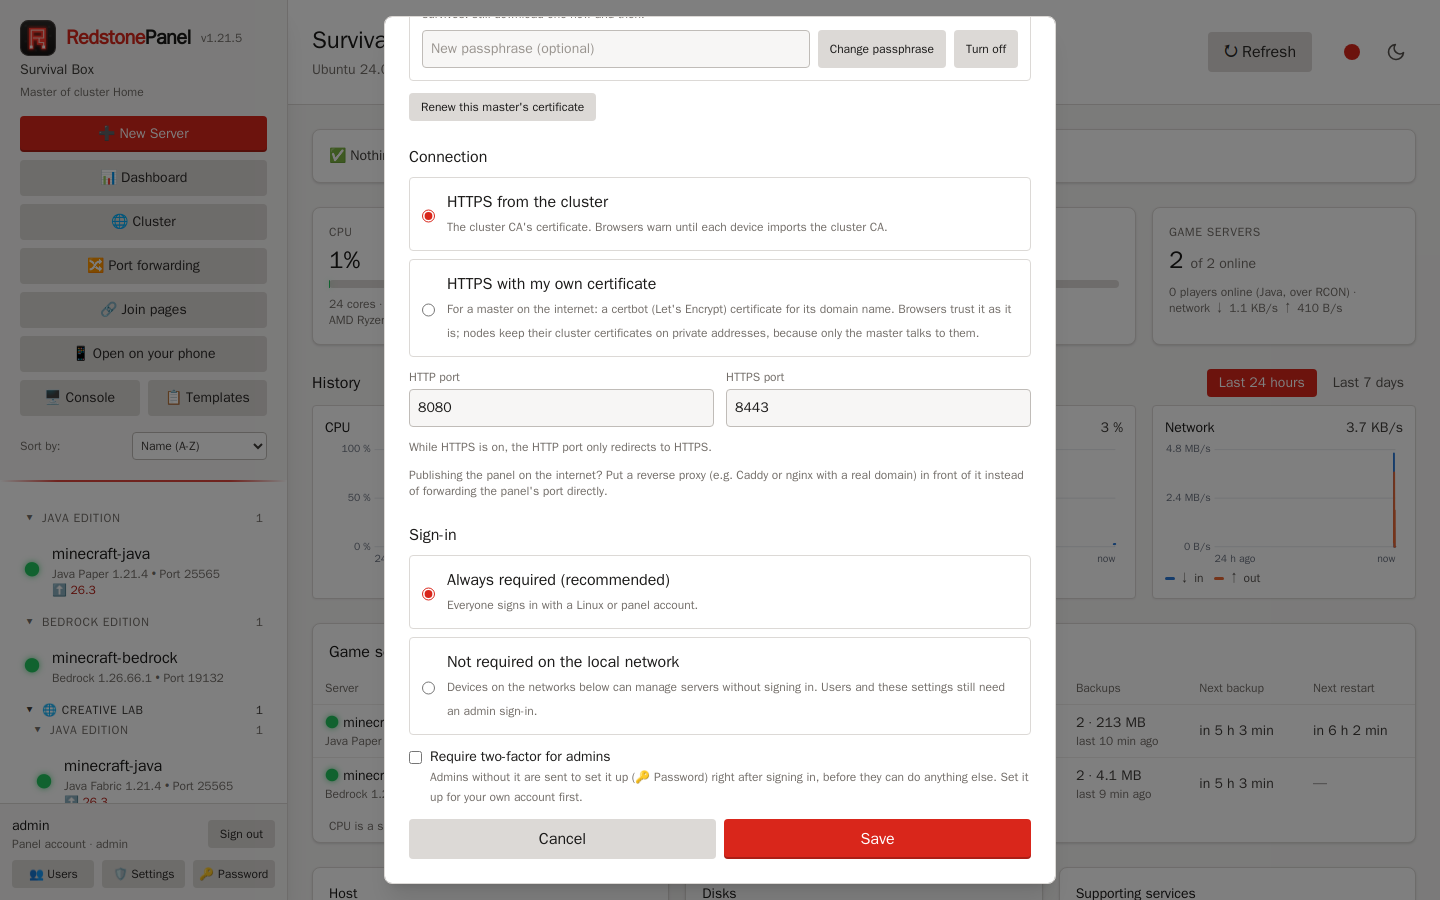 RedstonePanel v1.21.5
Survival Box
Master of cluster Home
➕ New Server
📊 Dashboard
🌐 Cluster
🔀 Port forwarding
🔗 Join pages
📱 Open on your phone
🖥️ Console
📋 Templates
Sort by:
Name (A-Z)
▼ JAVA EDITION 1
minecraft-java
Java Paper 1.21.4 • Port 25565
⬆️ 26.3
▼ BEDROCK EDITION 1
minecraft-bedrock
Bedrock 1.26.66.1 • Port 19132
▼ 🌐 CREATIVE LAB 1
▼ JAVA EDITION 1
minecraft-java
Java Fabric 1.21.4 • Port 25565
⬆️ 26.3
admin
Panel account · admin
Sign out
👥 Users
🛡️ Settings
🔑 Password
Ubuntu 24.
↻ Refresh
✅
CPU
1%
24 cores ·
AMD
GAME SERVERS
2 of 2 online
0 players online (Java, over RCON) ·
network ↓ 1.1 KB/s ↑ 410 B/s
History
Last 24 hours
Last 7 days
CPU
3 %
100 %
50 %
0 %
now
Network
3.7 KB/s
4.8 MB/s
2.4 MB/s
0 B/s
24 h ago
now
↓ in ↑ out
Game
Server
Backups
Next backup
Next restart
Java Paper
2 · 213 MB
last 10 min ago
in 5 h 3 min
in 6 h 2 min
Bedrock
2 · 4.1 MB
last 9 min ago
in 5 h 3 min
—
CPU is a
Host
Disks
Supporting services
New passphrase (optional)
Change passphrase
Turn off
Renew this master's certificate
Connection
HTTPS from the cluster
The cluster CA's certificate. Browsers warn until each device imports the cluster CA.
HTTPS with my own certificate
For a master on the internet: a certbot (Let's Encrypt) certificate for its domain name. Browsers trust it as it
is; nodes keep their cluster certificates on private addresses, because only the master talks to them.
HTTP port
HTTPS port
8080
8443
While HTTPS is on, the HTTP port only redirects to HTTPS.
Publishing the panel on the internet? Put a reverse proxy (e.g. Caddy or nginx with a real domain) in front of it instead
of forwarding the panel's port directly.
Sign-in
Always required (recommended)
Everyone signs in with a Linux or panel account.
Not required on the local network
Devices on the networks below can manage servers without signing in. Users and these settings still need
an admin sign-in.
Require two-factor for admins
Admins without it are sent to set it up (🔑 Password) right after signing in, before they can do anything else. Set it
up for your own account first.
Cancel
Save